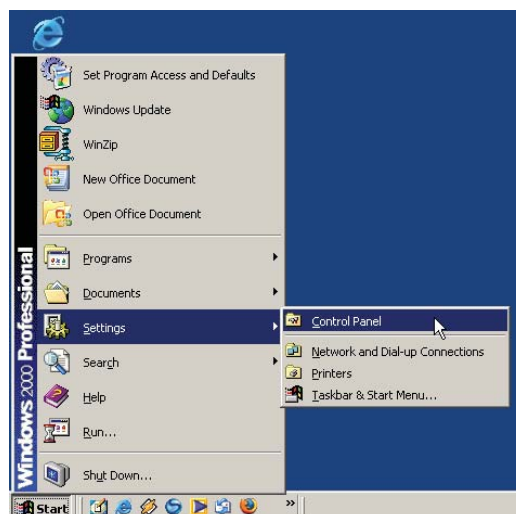 Set Program Access and Defaults
Windows Update
WinZip
New Office Document
Open Office Document
Programs
Documents
Settings
Search
Help
Run...
Shut Down...
Control Panel
Network and Dial-up Connections
Printers
Taskbar & Start Menu...
Windows 2000 Professional
Start
»